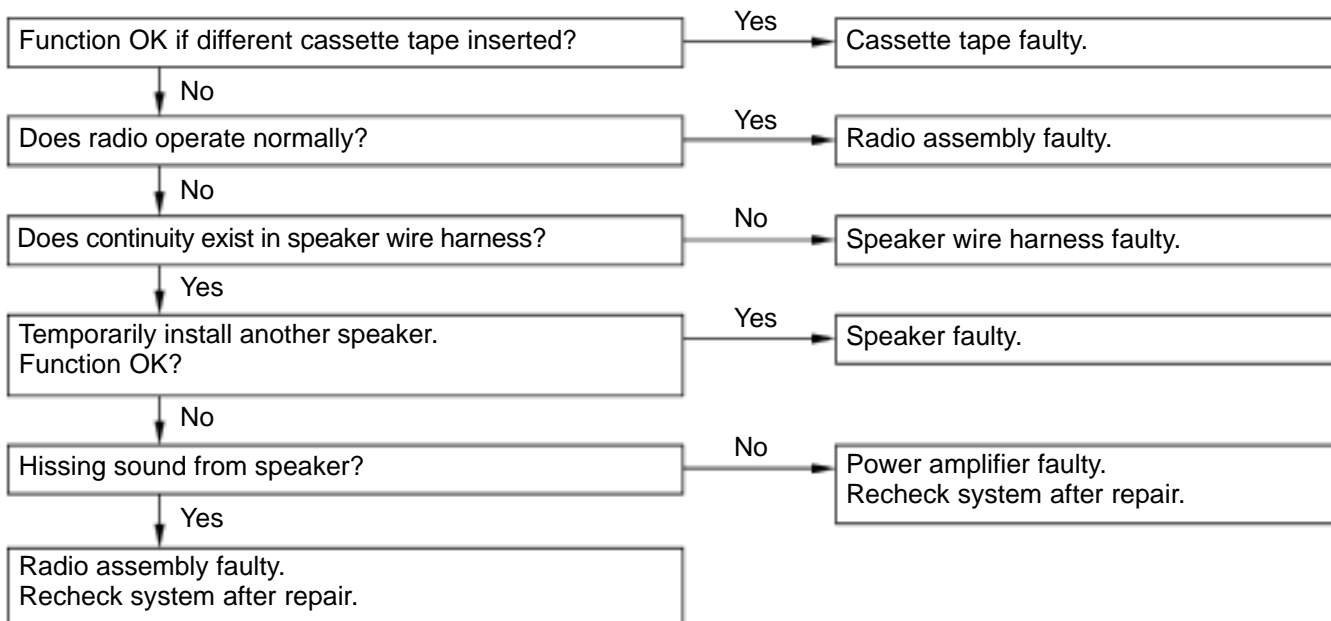 Function OK if different cassette tape inserted?
Yes
Cassette tape faulty.
No
Does radio operate normally?
Yes
Radio assembly faulty.
No
Does continuity exist in speaker wire harness?
No
Speaker wire harness faulty.
Yes
Temporarily install another speaker.
Function OK?
Yes
Speaker faulty.
No
Hissing sound from speaker?
No
Power amplifier faulty.
Recheck system after repair.
Yes
Radio assembly faulty.
Recheck system after repair.